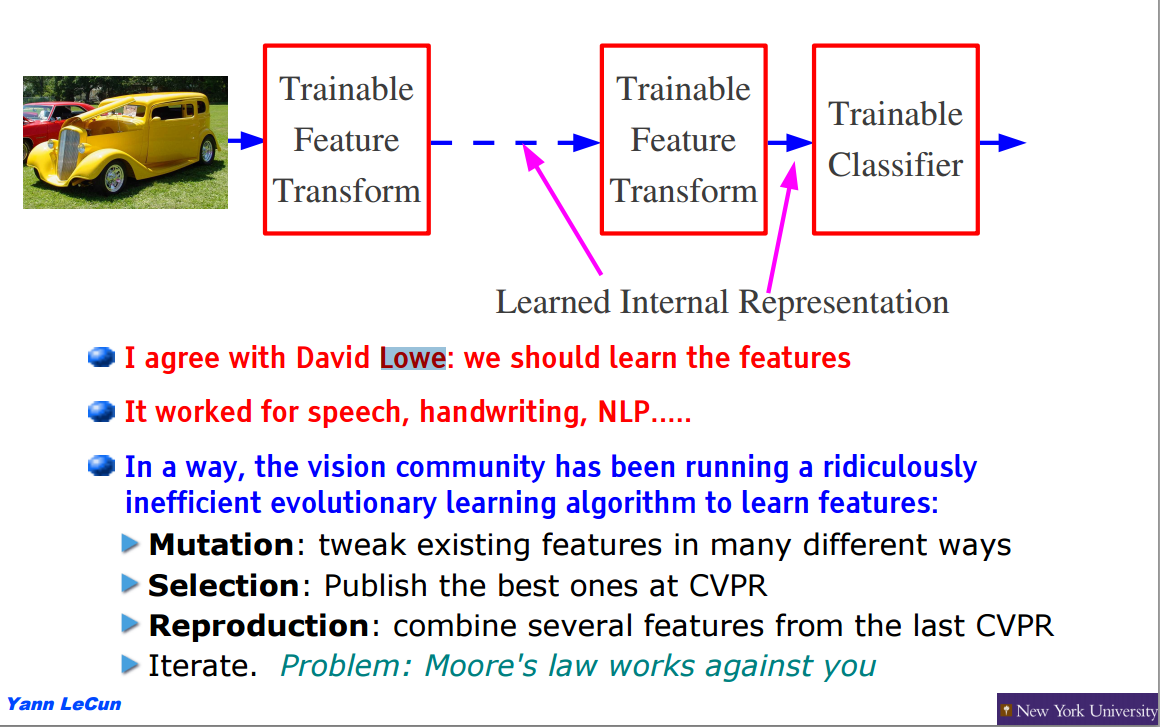 Trainable
Feature
Transform
Trainable
Feature
Transform
Trainable
Classifier
Learned Internal Representation
I agree with David Lowe: we should learn the features
It worked for speech, handwriting, NLP.....
In a way, the vision community has been running a ridiculously
inefficient evolutionary learning algorithm to learn features:
Mutation: tweak existing features in many different ways
Selection: Publish the best ones at CVPR
Reproduction: combine several features from the last CVPR
Iterate. Problem: Moore's law works against you
Yann LeCun
New York University